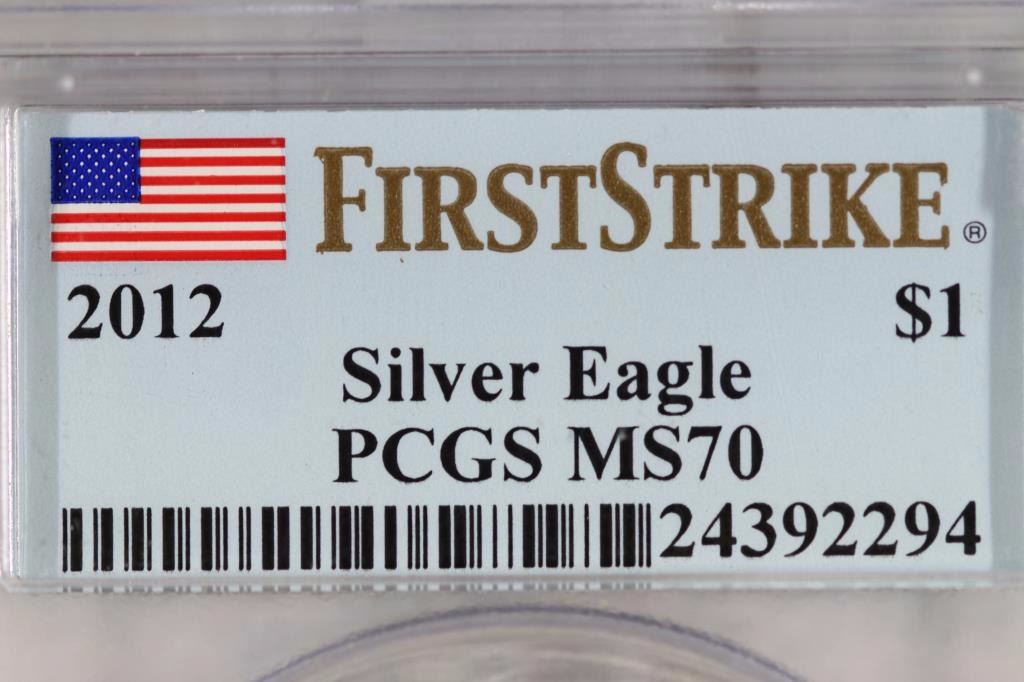 FIRSTSTRIKE®
2012 $1
Silver Eagle
PCGS MS70
24392294